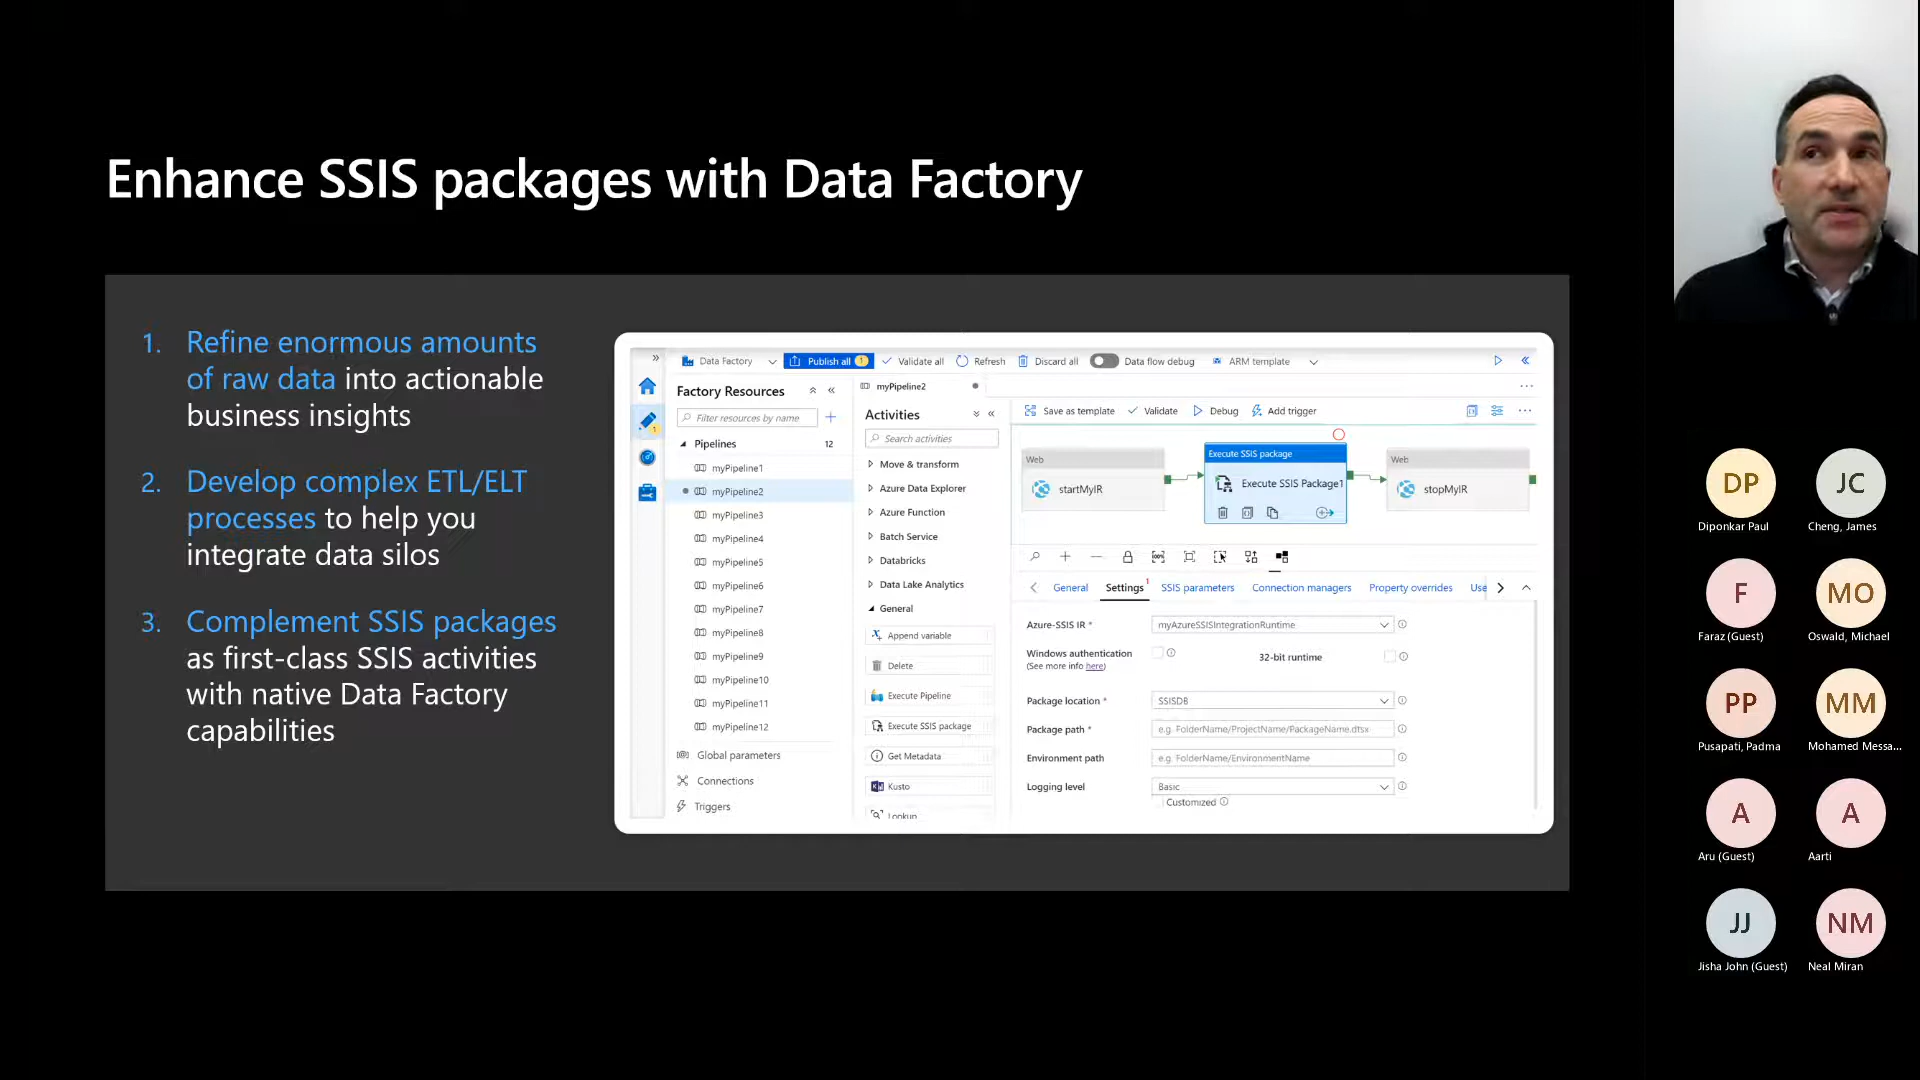 Enhance SSIS packages with Data Factory
1. Refine enormous amounts
of raw data into actionable
business insights
2. Develop complex ETL/ELT
processes to help you
integrate data silos
3. Complement SSIS packages
as first-class SSIS activities
with native Data Factory
capabilities
Data Factory Publish all 1 Validate all Refresh Discard all Data flow debug ARM template
Factory Resources
Filter resources by name
Pipelines 12
myPipeline1
myPipeline2
myPipeline3
myPipeline4
myPipeline5
myPipeline6
myPipeline7
myPipeline8
myPipeline9
myPipeline10
myPipeline11
myPipeline12
Global parameters
Connections
Triggers
myPipeline2
Activities
Search activities
Move & transform
Azure Data Explorer
Azure Function
Batch Service
Databricks
Data Lake Analytics
General
Append variable
Delete
Execute Pipeline
Execute SSIS package
Get Metadata
Kusto
Lookup
Save as template Validate Debug Add trigger
Web
startMyIR
Execute SSIS package
Execute SSIS Package1
Web
stopMyIR
General Settings 1 SSIS parameters Connection managers Property overrides Use
Azure-SSIS IR * myAzureSSISIntegrationRuntime
Windows authentication 32-bit runtime
(See more info here)
Package location * SSISDB
Package path * e.g. FolderName/ProjectName/PackageName.dtsx
Environment path e.g. FolderName/EnvironmentName
Logging level Basic
Customized
DP JC
Diponkar Paul Cheng, James
F MO
Faraz (Guest) Oswald, Michael
PP MM
Pusapati, Padma Mohamed Messa...
A A
Aru (Guest) Aarti
JJ NM
Jisha John (Guest) Neal Miran